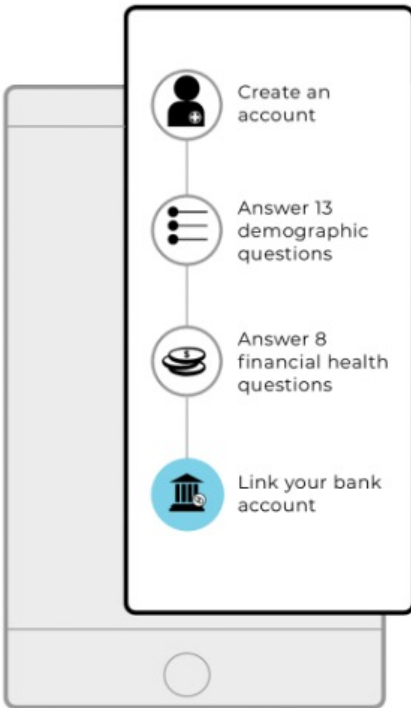 Create an
account
Answer 13
demographic
questions
Answer 8
financial health
questions
Link your bank
account